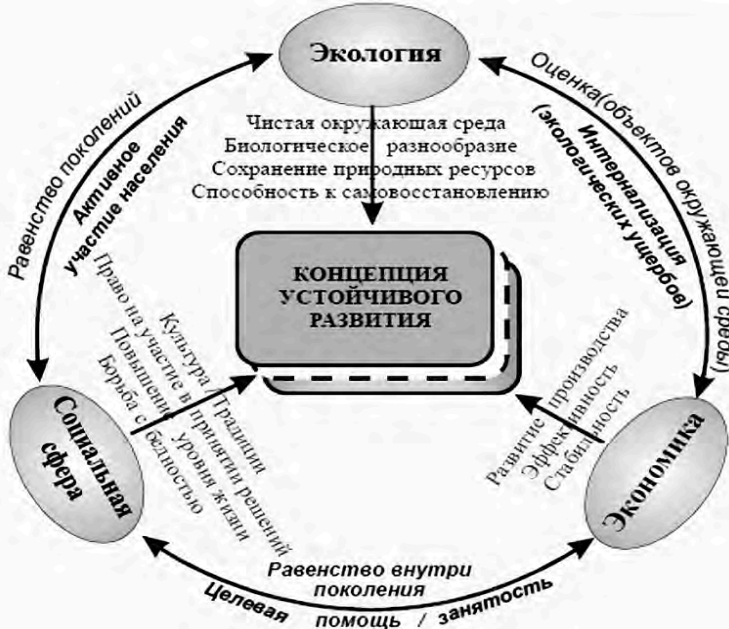 Экология
Равенство поколений
Активное
участие населения
Оценка(объектов окружающей среды)
Интернализация
(экологических ущербов)
Чистая окружающая среда
Биологическое разнообразие
Сохранение природных ресурсов
Способность к самовосстановлению
КОНЦЕПЦИЯ
УСТОЙЧИВОГО
РАЗВИТИЯ
Культура / Традиции
Право на участие в принятии решений
Повышение уровня жизни
Борьба с бедностью
Развитие производства
Эффективность
Стабильность
Социальная
сфера
Экономика
Равенство внутри
поколения
Целевая помощь / занятость